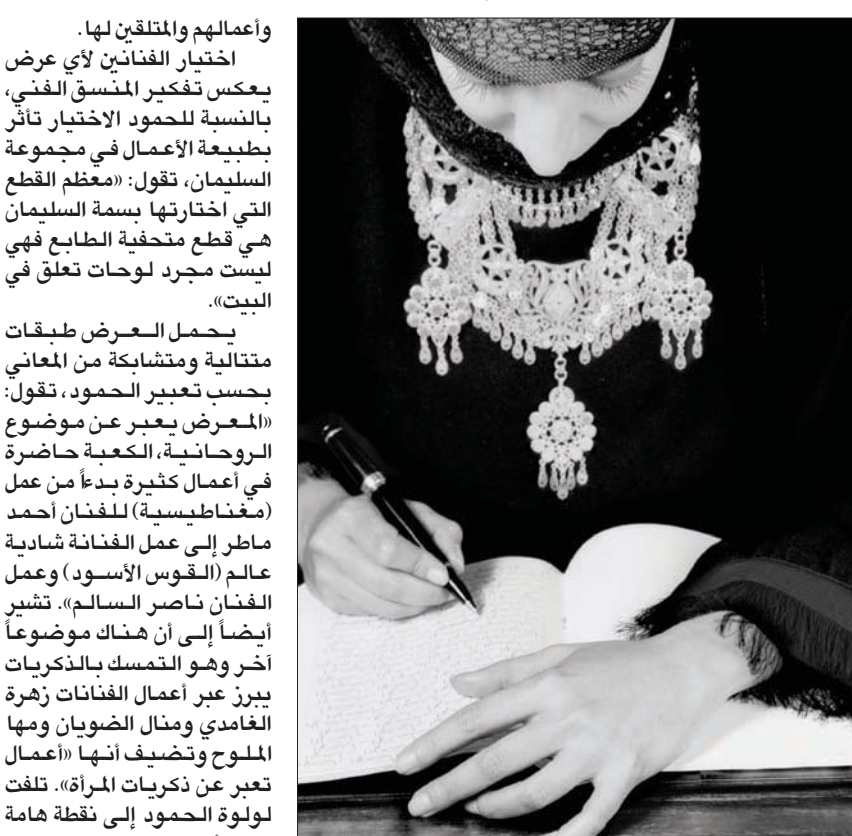 وأعمالهم والمتلقين لها.
اختيار الفنانين لأي عرض
يعكس تفكير المنسق الفني،
بالنسبة للحمود الاختيار تأثر
بطبيعة الأعمال في مجموعة
السليمان، تقول: «معظم القطع
التي اختارتها بسمة السليمان
هي قطع متحفية الطابع فهي
ليست مجرد لوحات تعلق في
البيت».
يحمل العرض طبقات
متتالية ومتشابكة من المعاني
بحسب تعبير الحمود، تقول:
«المعرض يعبر عن موضوع
الروحانية، الكعبة حاضرة
في أعمال كثيرة بدءاً من عمل
(مغناطيسية) للفنان أحمد
ماطر إلى عمل الفنانة شادية
عالم (القوس الأسود) وعمل
الفنان ناصر السالم». تشير
أيضاً إلى أن هناك موضوعاً
آخر وهو التمسك بالذكريات
يبرز عبر أعمال الفنانات زهرة
الغامدي ومنال الضويان ومها
الملوح وتضيف أنها «أعمال
تعبر عن ذكريات المرأة». تلفت
لولوة الحمود إلى نقطة هامة